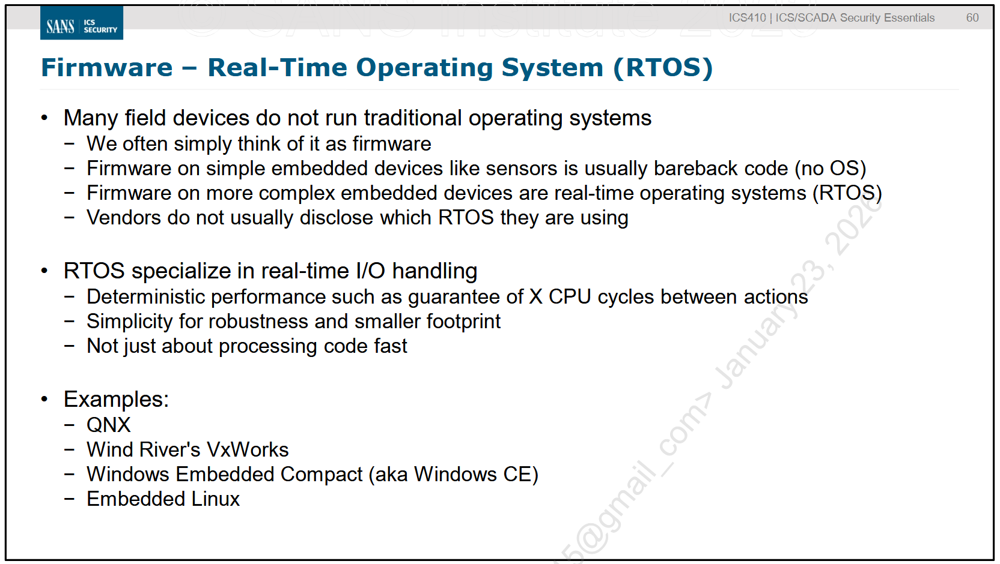 © SANS Institute 2026
SANS ICS SECURITY
ICS410 | ICS/SCADA Security Essentials 60
Firmware – Real-Time Operating System (RTOS)
• Many field devices do not run traditional operating systems
– We often simply think of it as firmware
– Firmware on simple embedded devices like sensors is usually bareback code (no OS)
– Firmware on more complex embedded devices are real-time operating systems (RTOS)
– Vendors do not usually disclose which RTOS they are using
• RTOS specialize in real-time I/O handling
– Deterministic performance such as guarantee of X CPU cycles between actions
– Simplicity for robustness and smaller footprint
– Not just about processing code fast
• Examples:
– QNX
– Wind River's VxWorks
– Windows Embedded Compact (aka Windows CE)
– Embedded Linux
5@gmail_com> January 23, 2026